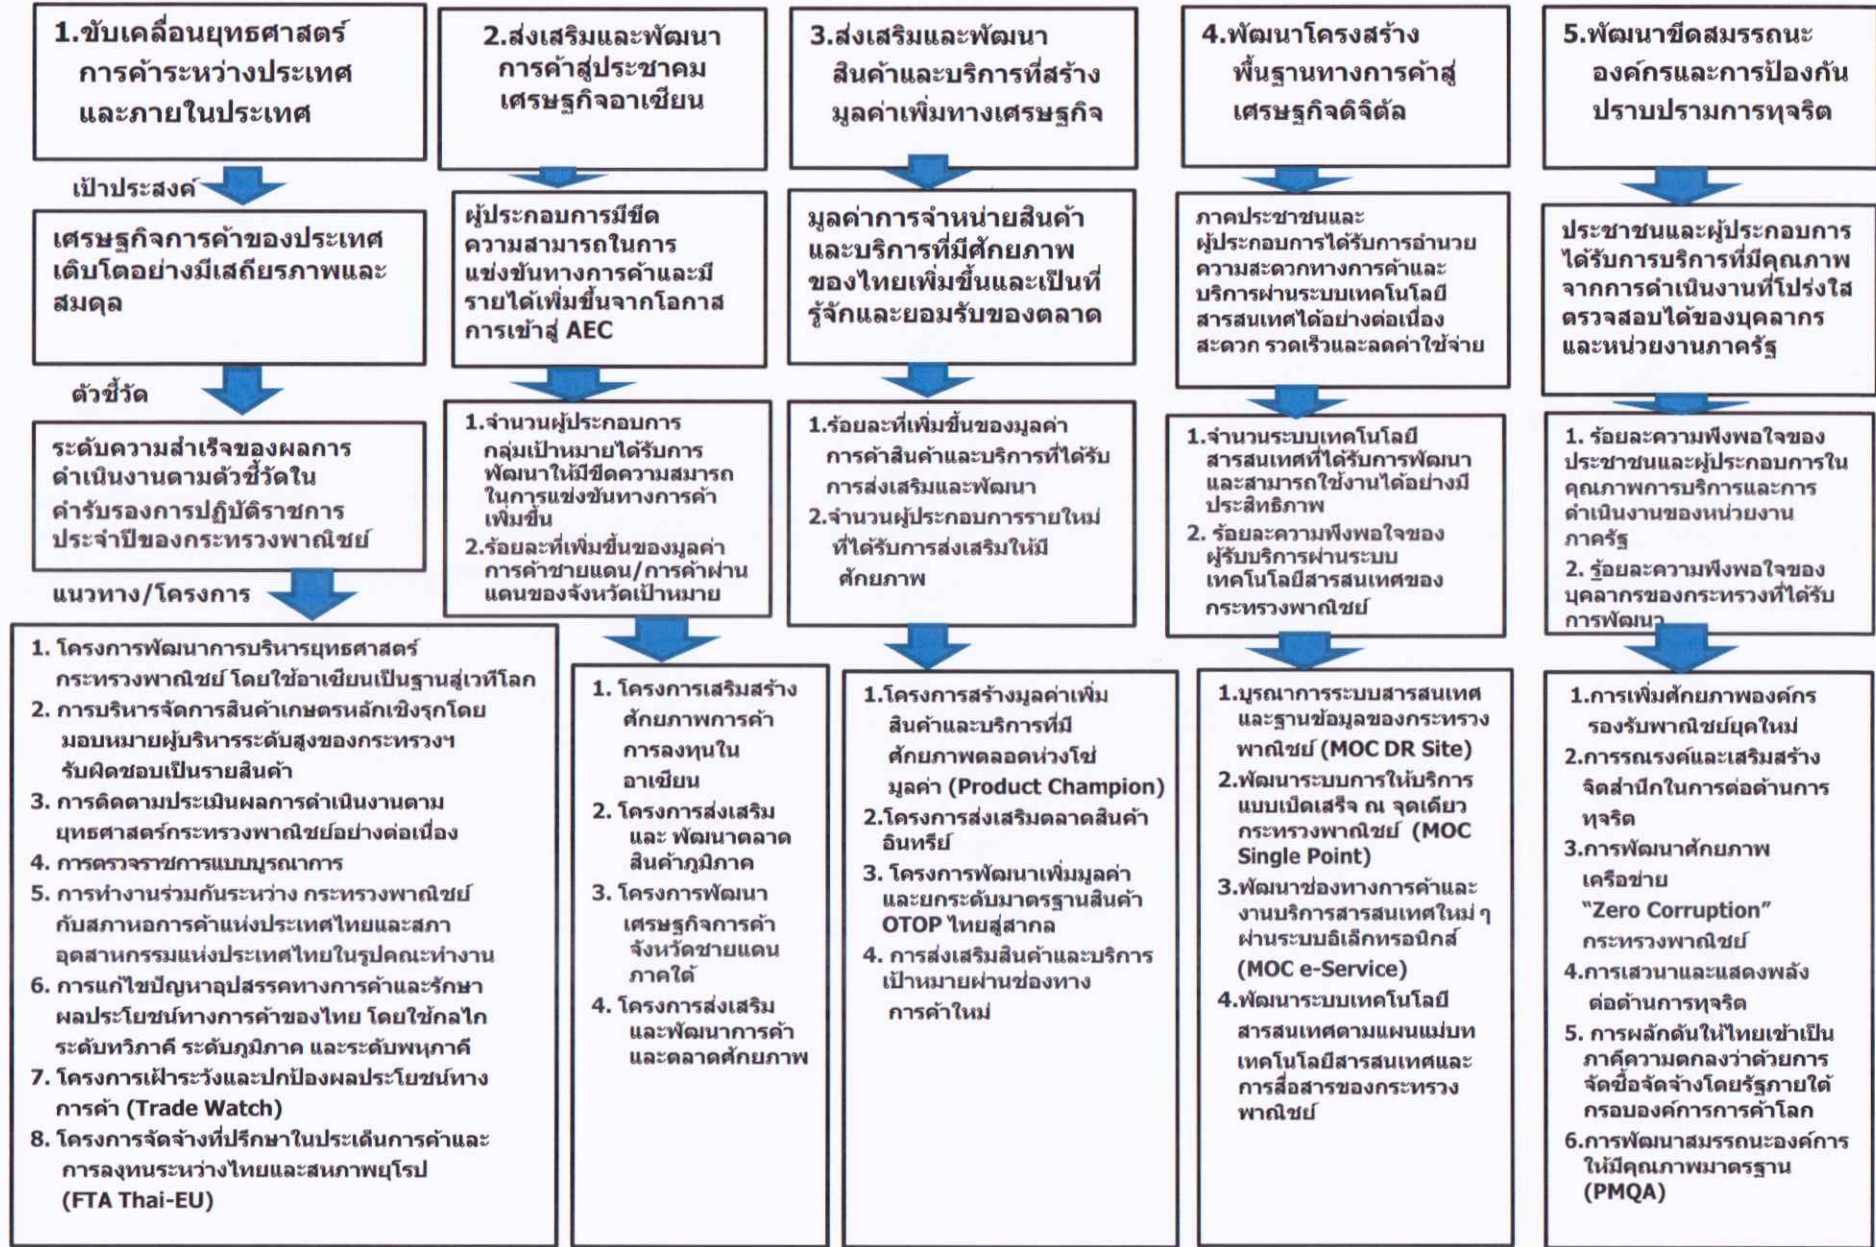 1.ขับเคลื่อนยุทธศาสตร์
การค้าระหว่างประเทศ
และภายในประเทศ
2.ส่งเสริมและพัฒนา
การค้าสู่ประชาคม
เศรษฐกิจอาเซียน
3.ส่งเสริมและพัฒนา
สินค้าและบริการที่สร้าง
มูลค่าเพิ่มทางเศรษฐกิจ
4.พัฒนาโครงสร้าง
พื้นฐานทางการค้าสู่
เศรษฐกิจดิจิตัล
5.พัฒนาขีดสมรรถนะ
องค์กรและการป้องกัน
ปราบปรามการทุจริต
เป้าประสงค์
เศรษฐกิจการค้าของประเทศ
เติบโตอย่างมีเสถียรภาพและ
สมดุล
ผู้ประกอบการมีขีด
ความสามารถในการ
แข่งขันทางการค้าและมี
รายได้เพิ่มขึ้นจากโอกาส
การเข้าสู่ AEC
มูลค่าการจำหน่ายสินค้า
และบริการที่มีศักยภาพ
ของไทยเพิ่มขึ้นและเป็นที่
รู้จักและยอมรับของตลาด
ภาคประชาชนและ
ผู้ประกอบการได้รับการอำนวย
ความสะดวกทางการค้าและ
บริการผ่านระบบเทคโนโลยี
สารสนเทศได้อย่างต่อเนื่อง
สะดวก รวดเร็วและลดค่าใช้จ่าย
ประชาชนและผู้ประกอบการ
ได้รับการบริการที่มีคุณภาพ
จากการดำเนินงานที่โปร่งใส
ตรวจสอบได้ของบุคลากร
และหน่วยงานภาครัฐ
ตัวชี้วัด
ระดับความสำเร็จของผลการ
ดำเนินงานตามตัวชี้วัดใน
คำรับรองการปฏิบัติราชการ
ประจำปีของกระทรวงพาณิชย์
1.จำนวนผู้ประกอบการ
กลุ่มเป้าหมายได้รับการ
พัฒนาให้มีขีดความสมารถ
ในการแข่งขันทางการค้า
เพิ่มขึ้น
2.ร้อยละที่เพิ่มขึ้นของมูลค่า
การค้าชายแดน/การค้าผ่าน
แดนของจังหวัดเป้าหมาย
1.ร้อยละที่เพิ่มขึ้นของมูลค่า
การค้าสินค้าและบริการที่ได้รับ
การส่งเสริมและพัฒนา
2.จำนวนผู้ประกอบการรายใหม่
ที่ได้รับการส่งเสริมให้มี
ศักยภาพ
1.จำนวนระบบเทคโนโลยี
สารสนเทศที่ได้รับการพัฒนา
และสามารถใช้งานได้อย่างมี
ประสิทธิภาพ
2. ร้อยละความพึงพอใจของ
ผู้รับบริการผ่านระบบ
เทคโนโลยีสารสนเทศของ
กระทรวงพาณิชย์
1. ร้อยละความพึงพอใจของ
ประชาชนและผู้ประกอบการใน
คุณภาพการบริการและการ
ดำเนินงานของหน่วยงาน
ภาครัฐ
2. ร้อยละความพึงพอใจของ
บุคลากรของกระทรวงที่ได้รับ
การพัฒนา
แนวทาง/โครงการ
1. โครงการพัฒนาการบริหารยุทธศาสตร์
กระทรวงพาณิชย์ โดยใช้อาเซียนเป็นฐานสู่เวทีโลก
2. การบริหารจัดการสินค้าเกษตรหลักเชิงรุกโดย
มอบหมายผู้บริหารระดับสูงของกระทรวงฯ
รับผิดชอบเป็นรายสินค้า
3. การติดตามประเมินผลการดำเนินงานตาม
ยุทธศาสตร์กระทรวงพาณิชย์อย่างต่อเนื่อง
4. การตรวจราชการแบบบูรณาการ
5. การทำงานร่วมกันระหว่าง กระทรวงพาณิชย์
กับสภาหอการค้าแห่งประเทศไทยและสภา
อุตสาหกรรมแห่งประเทศไทยในรูปคณะทำงาน
6. การแก้ไขปัญหาอุปสรรคทางการค้าและรักษา
ผลประโยชน์ทางการค้าของไทย โดยใช้กลไก
ระดับทวิภาคี ระดับภูมิภาค และระดับพหุภาคี
7. โครงการเฝ้าระวังและปกป้องผลประโยชน์ทาง
การค้า (Trade Watch)
8. โครงการจัดจ้างที่ปรึกษาในประเด็นการค้าและ
การลงทุนระหว่างไทยและสหภาพยุโรป
(FTA Thai-EU)
1. โครงการเสริมสร้าง
ศักยภาพการค้า
การลงทุนใน
อาเซียน
2. โครงการส่งเสริม
และ พัฒนาตลาด
สินค้าภูมิภาค
3. โครงการพัฒนา
เศรษฐกิจการค้า
จังหวัดชายแดน
ภาคใต้
4. โครงการส่งเสริม
และพัฒนาการค้า
และตลาดศักยภาพ
1.โครงการสร้างมูลค่าเพิ่ม
สินค้าและบริการที่มี
ศักยภาพตลอดห่วงโซ่
มูลค่า (Product Champion)
2.โครงการส่งเสริมตลาดสินค้า
อินทรีย์
3. โครงการพัฒนาเพิ่มมูลค่า
และยกระดับมาตรฐานสินค้า
OTOP ไทยสู่สากล
4. การส่งเสริมสินค้าและบริการ
เป้าหมายผ่านช่องทาง
การค้าใหม่
1.บูรณาการระบบสารสนเทศ
และฐานข้อมูลของกระทรวง
พาณิชย์ (MOC DR Site)
2.พัฒนาระบบการให้บริการ
แบบเบ็ดเสร็จ ณ จุดเดียว
กระทรวงพาณิชย์ (MOC
Single Point)
3.พัฒนาช่องทางการค้าและ
งานบริการสารสนเทศใหม่ ๆ
ผ่านระบบอิเล็กทรอนิกส์
(MOC e-Service)
4.พัฒนาระบบเทคโนโลยี
สารสนเทศตามแผนแม่บท
เทคโนโลยีสารสนเทศและ
การสื่อสารของกระทรวง
พาณิชย์
1.การเพิ่มศักยภาพองค์กร
รองรับพาณิชย์ยุคใหม่
2.การรณรงค์และเสริมสร้าง
จิตสำนึกในการต่อต้านการ
ทุจริต
3.การพัฒนาศักยภาพ
เครือข่าย
“Zero Corruption”
กระทรวงพาณิชย์
4.การเสวนาและแสดงพลัง
ต่อต้านการทุจริต
5. การผลักดันให้ไทยเข้าเป็น
ภาคีความตกลงว่าด้วยการ
จัดซื้อจัดจ้างโดยรัฐภายใต้
กรอบองค์การการค้าโลก
6.การพัฒนาสมรรถนะองค์การ
ให้มีคุณภาพมาตรฐาน
(PMQA)